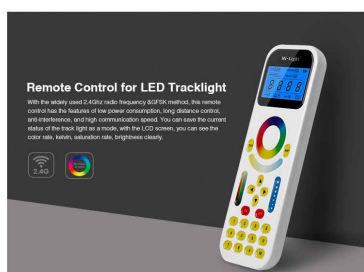 Mi·Light
8888
Remote Control for LED Tracklight
With the widely used 2.4Ghz radio frequency &GFSK method, this remote
control has the features of low power consumption, long distance control,
anti-interference, and high communication speed. You can save the current
status of the track light as a mode, with the LCD screen, you can see the
color rate, kelvin, saturation rate, brightness clearly.
2.4G